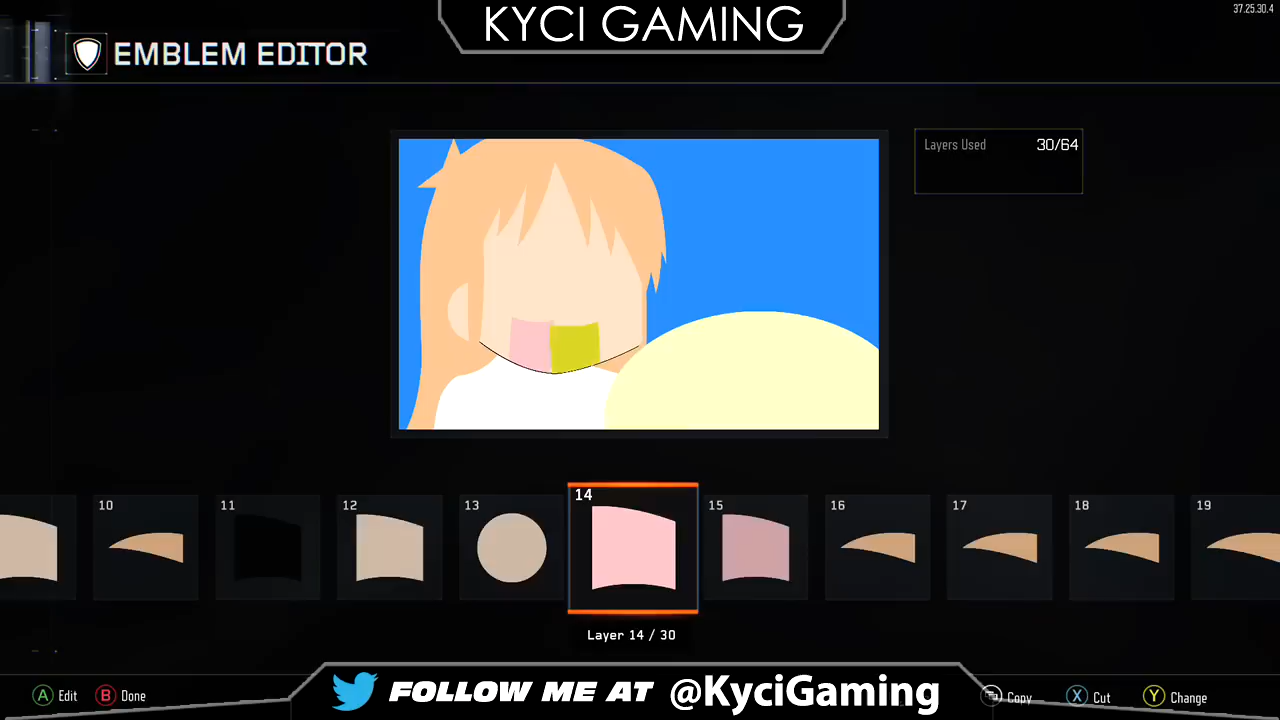 KYCI GAMING
37.25.30.4
EMBLEM EDITOR
Layers Used 30/64
10 11 12 13 14 15 16 17 18 19
Layer 14 / 30
A Edit B Done
FOLLOW ME AT @KyciGaming
Copy X Cut Y Change